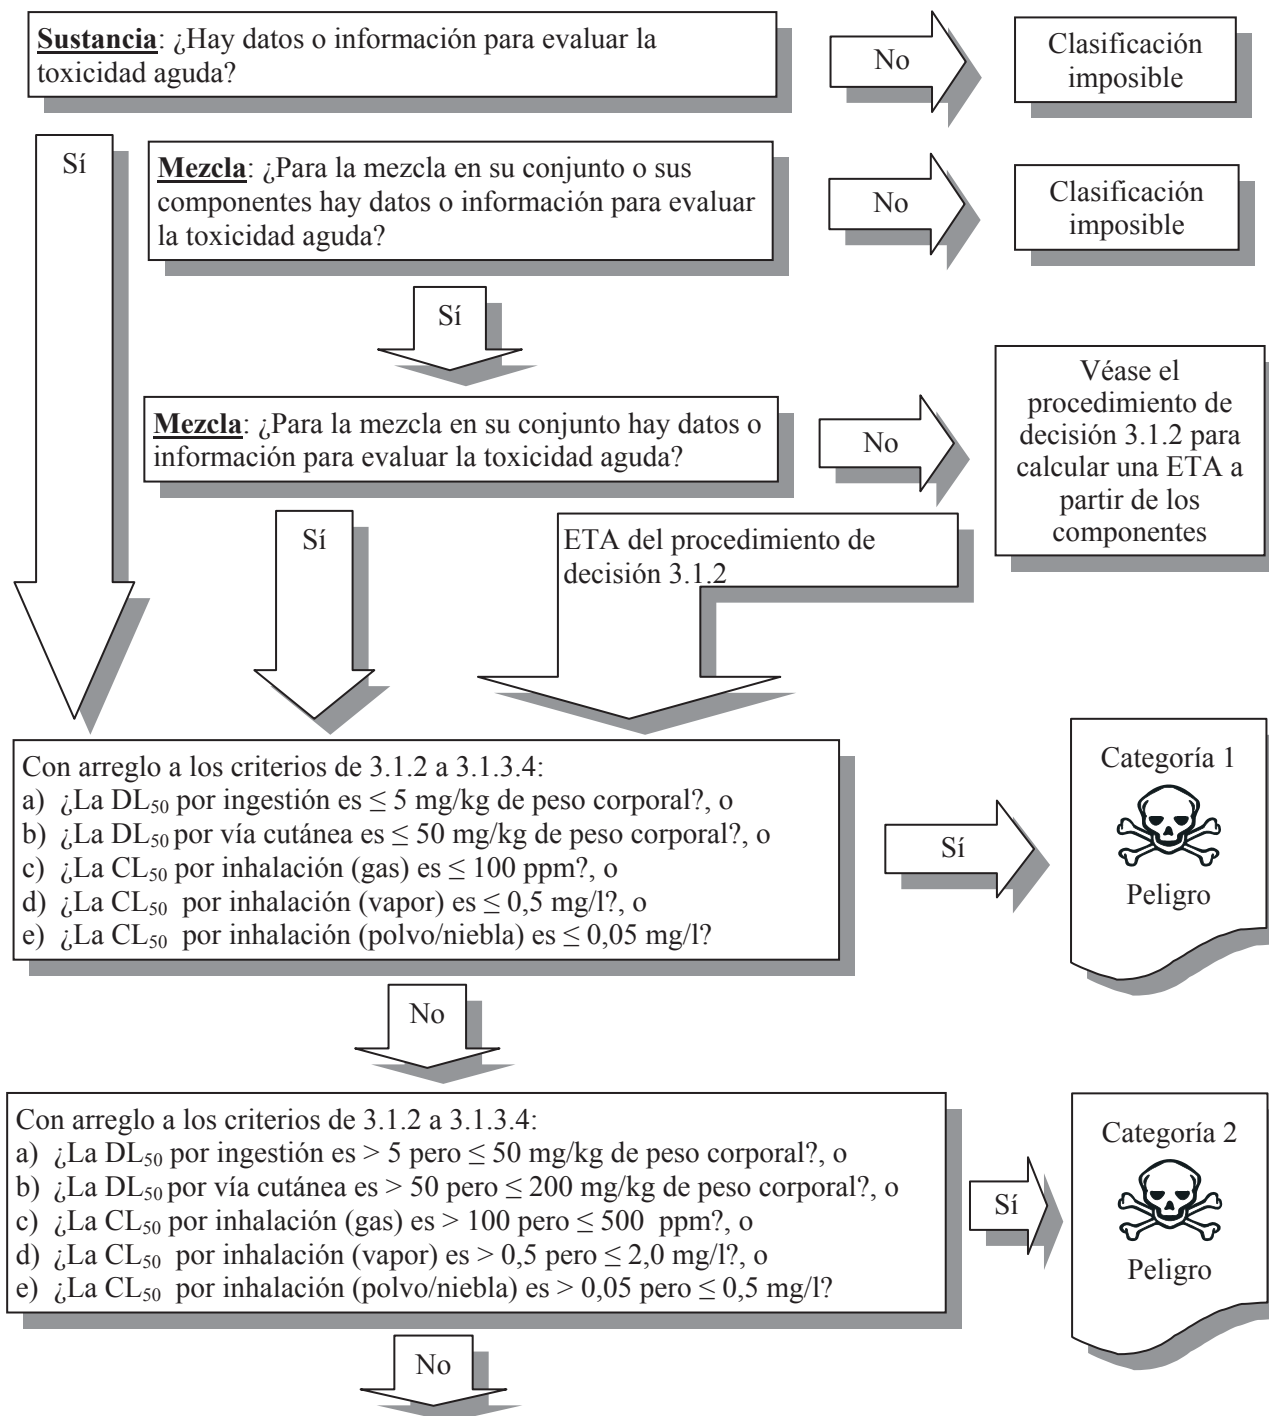 Sustancia: ¿Hay datos o información para evaluar la
toxicidad aguda?
No
Clasificación
imposible
Sí
Mezcla: ¿Para la mezcla en su conjunto o sus
componentes hay datos o información para evaluar
la toxicidad aguda?
No
Clasificación
imposible
Sí
Mezcla: ¿Para la mezcla en su conjunto hay datos o
información para evaluar la toxicidad aguda?
No
Véase el
procedimiento de
decisión 3.1.2 para
calcular una ETA a
partir de los
componentes
Sí
ETA del procedimiento de
decisión 3.1.2
Con arreglo a los criterios de 3.1.2 a 3.1.3.4:
a) ¿La DL50 por ingestión es ≤ 5 mg/kg de peso corporal?, o
b) ¿La DL50 por vía cutánea es ≤ 50 mg/kg de peso corporal?, o
c) ¿La CL50 por inhalación (gas) es ≤ 100 ppm?, o
d) ¿La CL50 por inhalación (vapor) es ≤ 0,5 mg/l?, o
e) ¿La CL50 por inhalación (polvo/niebla) es ≤ 0,05 mg/l?
Sí
Categoría 1
Peligro
No
Con arreglo a los criterios de 3.1.2 a 3.1.3.4:
a) ¿La DL50 por ingestión es > 5 pero ≤ 50 mg/kg de peso corporal?, o
b) ¿La DL50 por vía cutánea es > 50 pero ≤ 200 mg/kg de peso corporal?, o
c) ¿La CL50 por inhalación (gas) es > 100 pero ≤ 500 ppm?, o
d) ¿La CL50 por inhalación (vapor) es > 0,5 pero ≤ 2,0 mg/l?, o
e) ¿La CL50 por inhalación (polvo/niebla) es > 0,05 pero ≤ 0,5 mg/l?
Sí
Categoría 2
Peligro
No